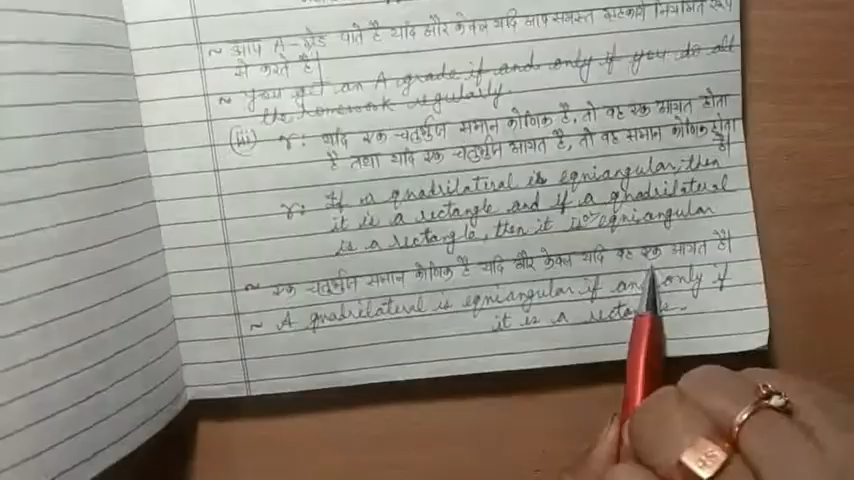 ~ आप A-ग्रेड पाते है यदि और केवल यदि आप समस्त गृहकार्य नियमित रूप
से करते है|
~ you get an A grade if and only if you do all
the homework regularly.
(iii) r: यदि एक चतुर्भुज समान कोणिक है, तो वह एक आयत होता
है तथा यदि एक चतुर्भुज आयत है, तो वह समान कोणिक होता
है|
r: If a quadrilateral is equiangular, then
it is a rectangle and if a quadrilateral
is a rectangle, then it is equiangular
~ एक चतुर्भुज समान कोणिक है यदि और केवल यदि वह एक आयत है|
~ A quadrilateral is equiangular if and only if
it is a rectangle.